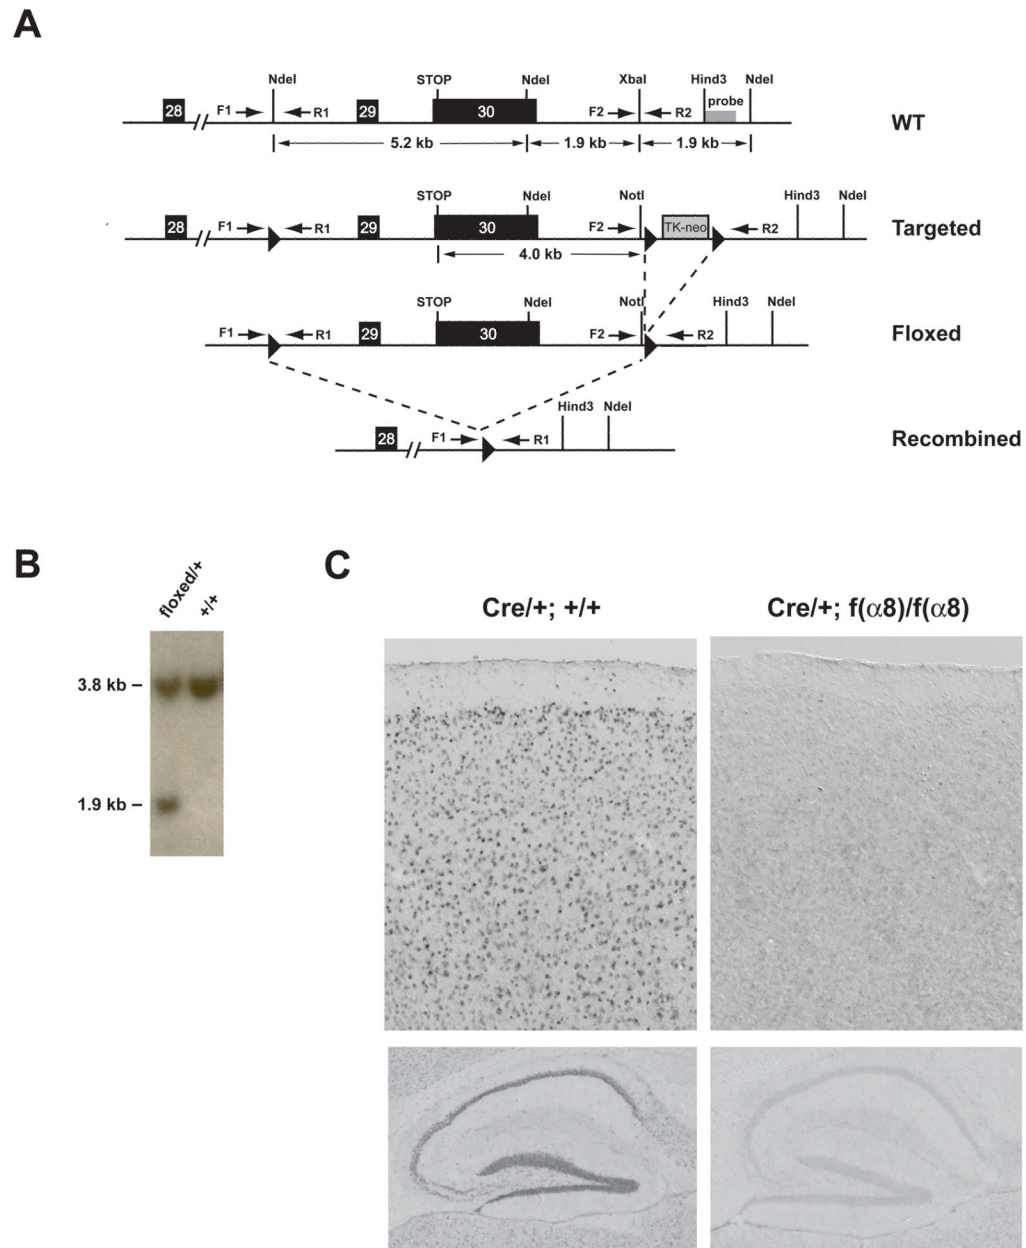 A
NdeI STOP NdeI XbaI Hind3 NdeI
28 F1 R1 29 30 F2 R2 probe
WT
5.2 kb 1.9 kb 1.9 kb
STOP NdeI NotI Hind3 NdeI
28 F1 R1 29 30 F2 TK-neo R2
Targeted
4.0 kb
STOP NdeI NotI Hind3 NdeI
F1 R1 29 30 F2 R2
Floxed
Hind3 NdeI
28 F1 R1
Recombined
B
floxed/+
+/+
3.8 kb –
1.9 kb –
C
Cre/+; +/+
Cre/+; f(α8)/f(α8)